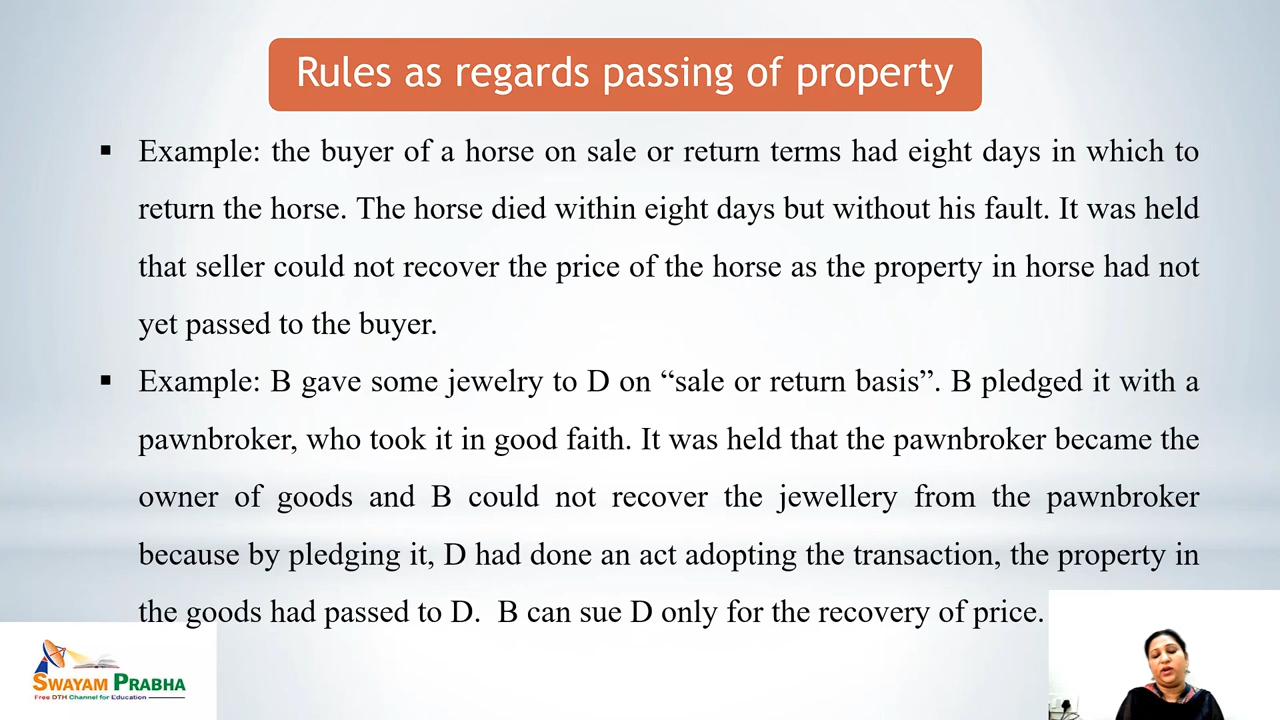 Rules as regards passing of property
▪ Example: the buyer of a horse on sale or return terms had eight days in which to
return the horse. The horse died within eight days but without his fault. It was held
that seller could not recover the price of the horse as the property in horse had not
yet passed to the buyer.
▪ Example: B gave some jewelry to D on “sale or return basis”. B pledged it with a
pawnbroker, who took it in good faith. It was held that the pawnbroker became the
owner of goods and B could not recover the jewellery from the pawnbroker
because by pledging it, D had done an act adopting the transaction, the property in
the goods had passed to D.  B can sue D only for the recovery of price.
SWAYAM PRABHA
Free DTH Channel for Education